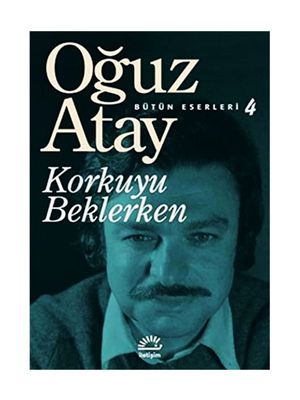 Oğuz
BÜTÜN ESERLERİ 4
Atay
Korkuyu
Beklerken
iletişim